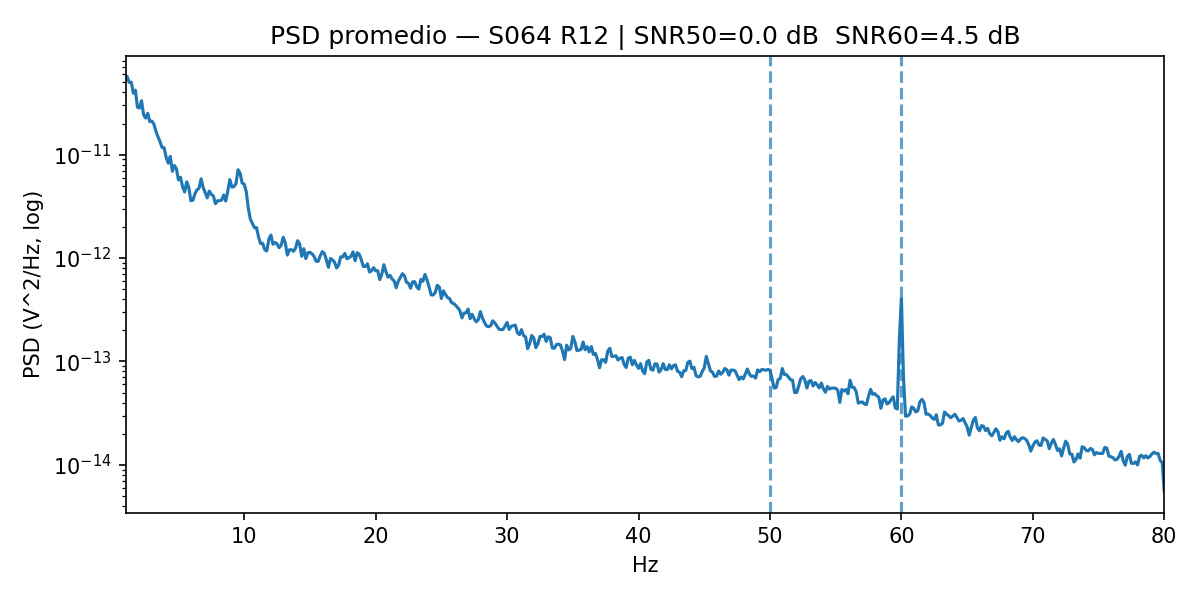 PSD promedio — S064 R12 | SNR50=0.0 dB  SNR60=4.5 dB
PSD (V^2/Hz, log)
10⁻¹¹
10⁻¹²
10⁻¹³
10⁻¹⁴
10 20 30 40 50 60 70 80
Hz